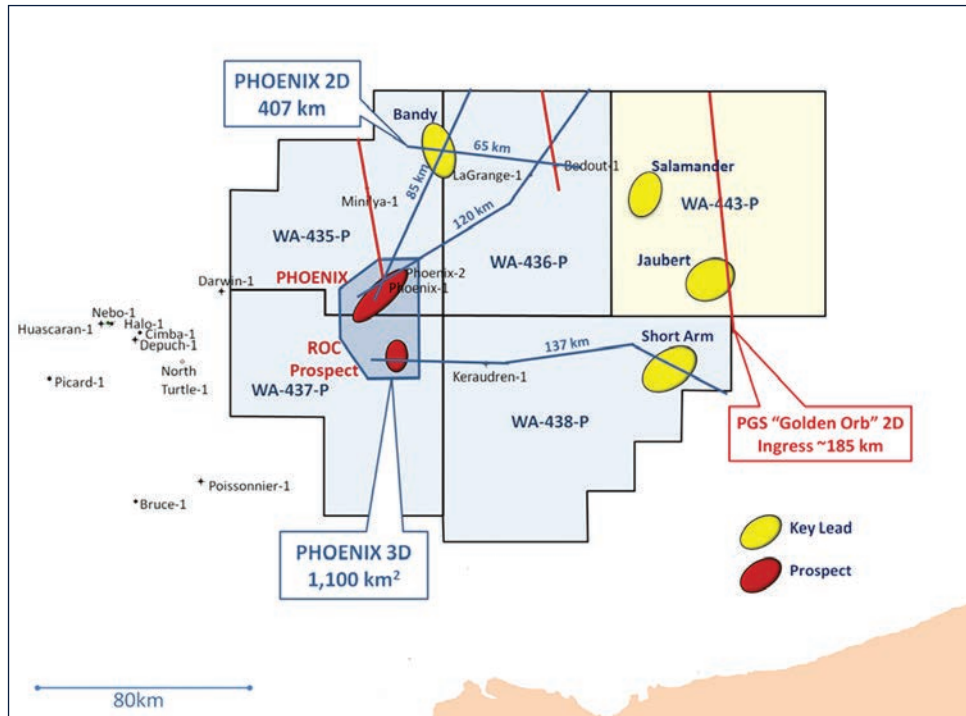 PHOENIX 2D
407 km
Bandy
65 km
LaGrange-1
Bedout-1
Salamander
85 km
Minilya-1
WA-443-P
120 km
WA-435-P
WA-436-P
Jaubert
PHOENIX
Phoenix-2
Phoenix-1
Darwin-1
Nebo-1
Huascaran-1
Halo-1
Cimba-1
Depuch-1
ROC
Prospect
North
Turtle-1
Picard-1
WA-437-P
Keraudren-1
137 km
Short Arm
WA-438-P
PGS “Golden Orb” 2D
Ingress ~185 km
Poissonnier-1
Bruce-1
PHOENIX 3D
1,100 km²
Key Lead
Prospect
80km